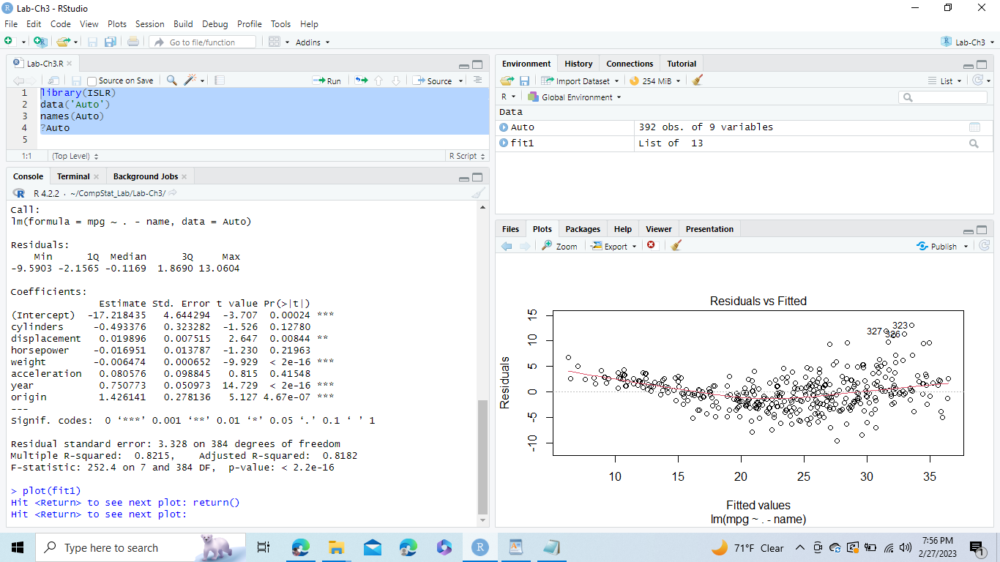 Lab-Ch3 - RStudio
File Edit Code View Plots Session Build Debug Profile Tools Help
Go to file/function Addins Lab-Ch3
Lab-Ch3.R
Source on Save Run Source
1 library(ISLR)
2 data('Auto')
3 names(Auto)
4 ?Auto
5
1:1 (Top Level) R Script
Console Terminal Background Jobs
R 4.2.2 · ~/CompStat_Lab/Lab-Ch3/
Call:
lm(formula = mpg ~ . - name, data = Auto)
Residuals:
Min 1Q Median 3Q Max
-9.5903 -2.1565 -0.1169 1.8690 13.0604
Coefficients:
Estimate Std. Error t value Pr(>|t|)
(Intercept) -17.218435 4.644294 -3.707 0.00024 ***
cylinders -0.493376 0.323282 -1.526 0.12780
displacement 0.019896 0.007515 2.647 0.00844 **
horsepower -0.016951 0.013787 -1.230 0.21963
weight -0.006474 0.000652 -9.929 < 2e-16 ***
acceleration 0.080576 0.098845 0.815 0.41548
year 0.750773 0.050973 14.729 < 2e-16 ***
origin 1.426141 0.278136 5.127 4.67e-07 ***
---
Signif. codes: 0 ‘***’ 0.001 ‘**’ 0.01 ‘*’ 0.05 ‘.’ 0.1 ‘ ’ 1
Residual standard error: 3.328 on 384 degrees of freedom
Multiple R-squared: 0.8215, Adjusted R-squared: 0.8182
F-statistic: 252.4 on 7 and 384 DF, p-value: < 2.2e-16
> plot(fit1)
Hit <Return> to see next plot: return()
Hit <Return> to see next plot:
Environment History Connections Tutorial
Import Dataset 254 MiB List
R Global Environment
Data
Auto 392 obs. of 9 variables
fit1 List of 13
Files Plots Packages Help Viewer Presentation
Zoom Export Publish
Residuals vs Fitted
Residuals
15
10
5
0
-5
-10
323
327
326
10 15 20 25 30 35
Fitted values
lm(mpg ~ . - name)
Type here to search
71°F Clear
7:56 PM
2/27/2023
1